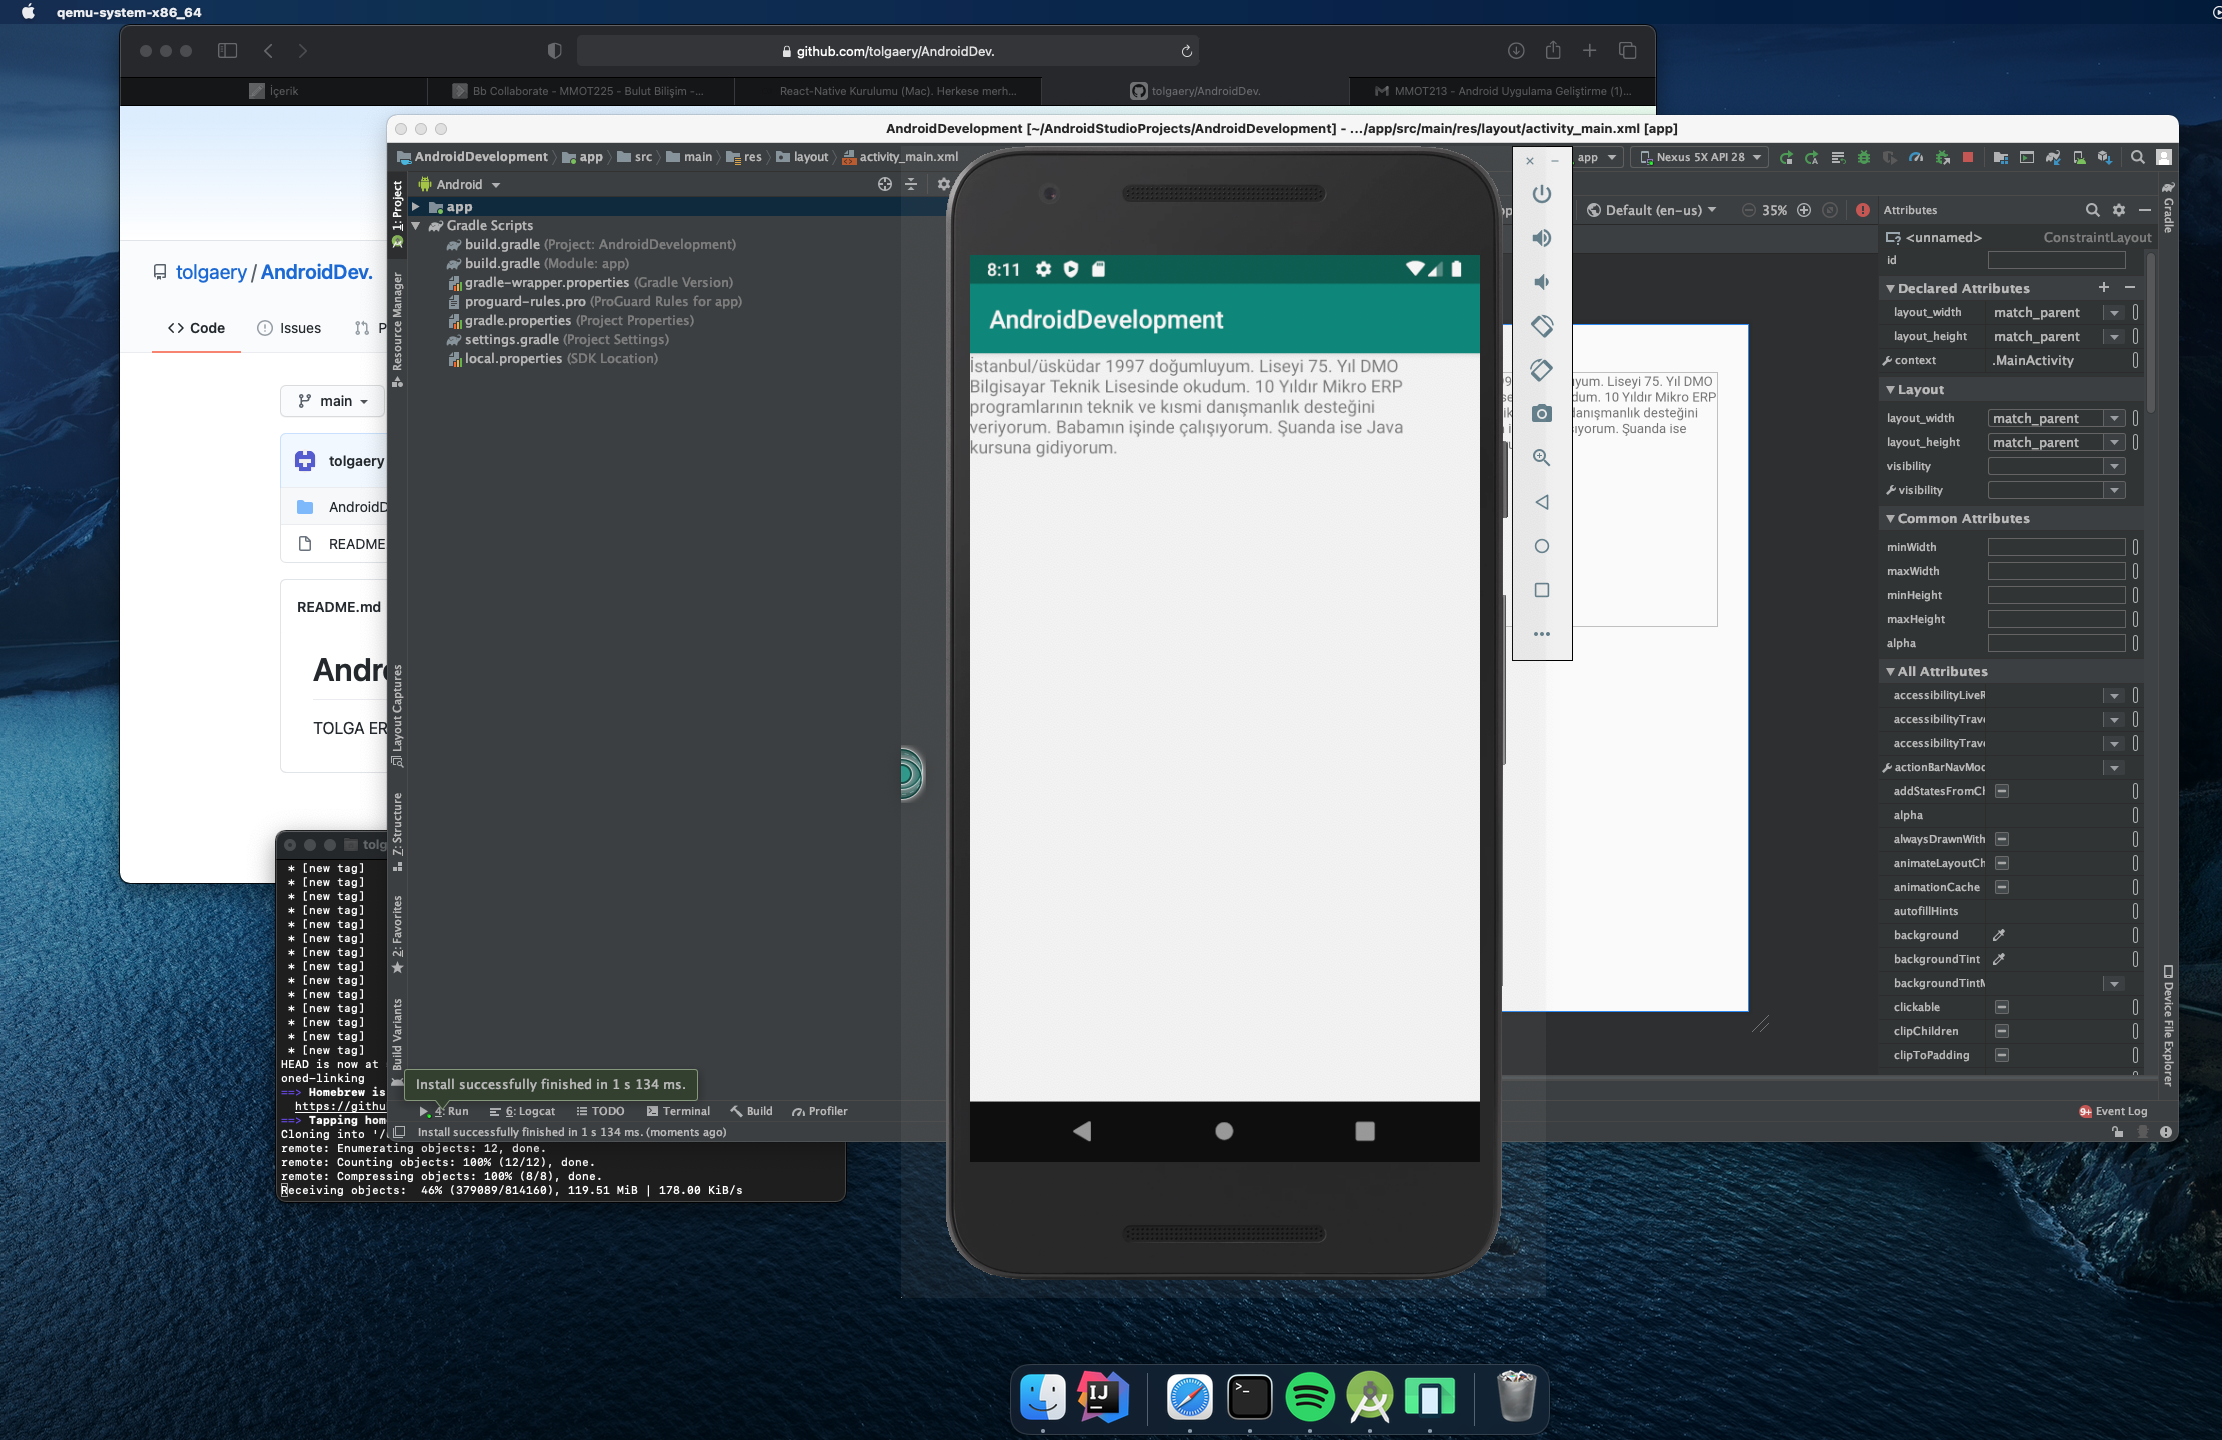 qemu-system-x86_64
github.com/tolgaery/AndroidDev.
İçerik
Bb Collaborate - MMOT225 - Bulut Bilişim -...
React-Native Kurulumu (Mac). Herkese merh...
tolgaery/AndroidDev.
MMOT213 - Android Uygulama Geliştirme (1)...
tolgaery / AndroidDev.
Code
Issues
P
main
tolgaery
AndroidD
README
README.md
Andro
TOLGA ER
AndroidDevelopment [~/AndroidStudioProjects/AndroidDevelopment] - .../app/src/main/res/layout/activity_main.xml [app]
AndroidDevelopment
app
src
main
res
layout
activity_main.xml
app
Nexus 5X API 28
Android
1: Project
Resource Manager
Layout Captures
Z: Structure
2: Favorites
Build Variants
app
Gradle Scripts
build.gradle (Project: AndroidDevelopment)
build.gradle (Module: app)
gradle-wrapper.properties (Gradle Version)
proguard-rules.pro (ProGuard Rules for app)
gradle.properties (Project Properties)
settings.gradle (Project Settings)
local.properties (SDK Location)
8:11
AndroidDevelopment
İstanbul/üsküdar 1997 doğumluyum. Liseyi 75. Yıl DMO
Bilgisayar Teknik Lisesinde okudum. 10 Yıldır Mikro ERP
programlarının teknik ve kısmi danışmanlık desteğini
veriyorum. Babamın işinde çalışıyorum. Şuanda ise Java
kursuna gidiyorum.
Default (en-us)
35%
yum. Liseyi 75. Yıl DMO
dum. 10 Yıldır Mikro ERP
danışmanlık desteğini
ıyorum. Şuanda ise
Attributes
<unnamed>
ConstraintLayout
id
Declared Attributes
layout_width match_parent
layout_height match_parent
context .MainActivity
Layout
layout_width match_parent
layout_height match_parent
visibility
visibility
Common Attributes
minWidth
maxWidth
minHeight
maxHeight
alpha
All Attributes
accessibilityLiveR
accessibilityTrave
accessibilityTrave
actionBarNavMod
addStatesFromCh
alpha
alwaysDrawnWith
animateLayoutCh
animationCache
autofillHints
background
backgroundTint
backgroundTintM
clickable
clipChildren
clipToPadding
Gradle
Device File Explorer
Install successfully finished in 1 s 134 ms.
4: Run
6: Logcat
TODO
Terminal
Build
Profiler
9+ Event Log
Install successfully finished in 1 s 134 ms. (moments ago)
tolg
* [new tag]
* [new tag]
* [new tag]
* [new tag]
* [new tag]
* [new tag]
* [new tag]
* [new tag]
* [new tag]
* [new tag]
* [new tag]
* [new tag]
* [new tag]
* [new tag]
HEAD is now at
oned-linking
==> Homebrew is
https://githu
==> Tapping hom
Cloning into '/
remote: Enumerating objects: 12, done.
remote: Counting objects: 100% (12/12), done.
remote: Compressing objects: 100% (8/8), done.
Receiving objects:  46% (379089/814160), 119.51 MiB | 178.00 KiB/s
IJ